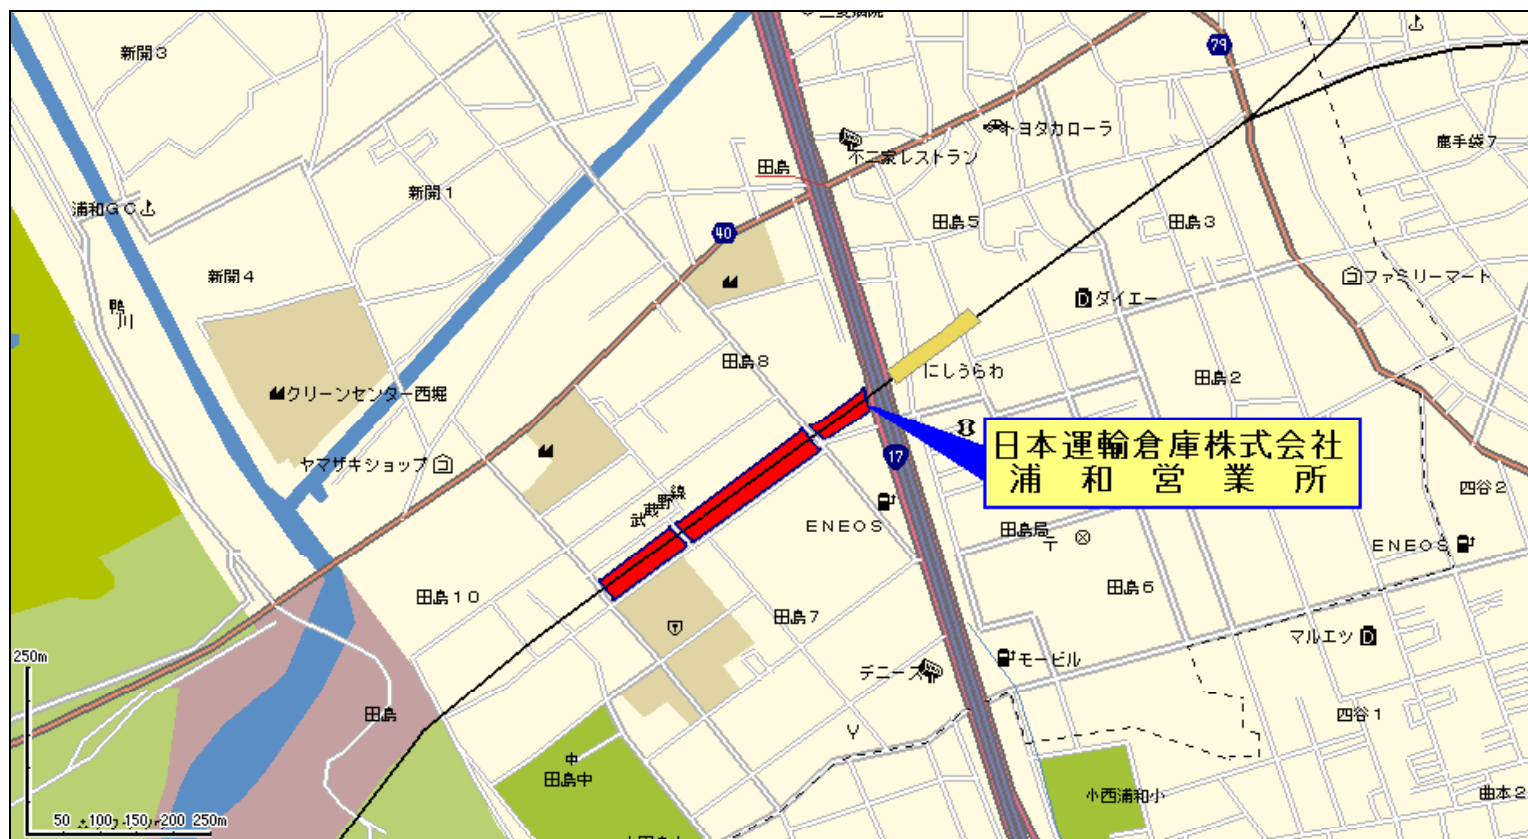 三愛病院
新開３
79
トヨタカローラ
鹿手袋７
不二家レストラン
田島
新開１
浦和ＧＣ
田島５
田島３
40
新開４
ファミリーマート
ダイエー
鴨川
田島８
にしうらわ
田島２
クリーンセンター西堀
日本運輸倉庫株式会社
浦和営業所
17
ヤマザキショップ
四谷２
武蔵野線
ＥＮＥＯＳ
田島局
〒
ＥＮＥＯＳ
田島６
田島１０
田島７
マルエツ
250m
モービル
デニーズ
田島
四谷１
中
田島中
小西浦和小
曲本２
50
100
150
200
250m